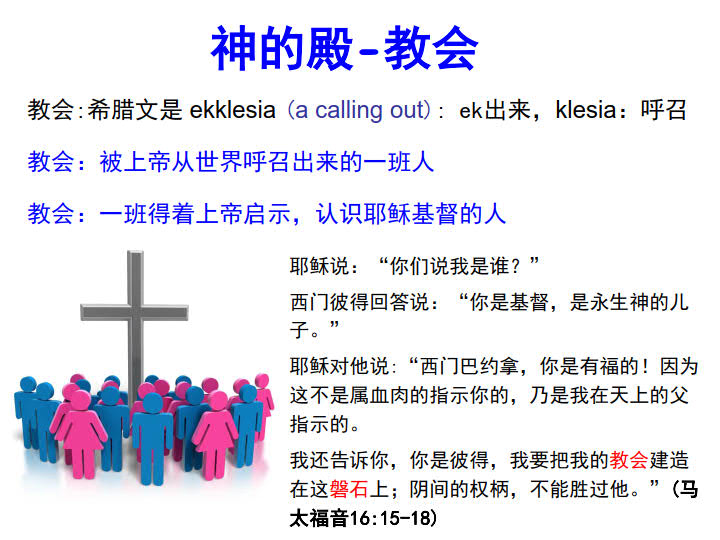 神的殿-教会
教会:希腊文是 ekklesia (a calling out): ek出来，klesia：呼召
教会：被上帝从世界呼召出来的一班人
教会：一班得着上帝启示，认识耶稣基督的人
耶稣说：“你们说我是谁？”
西门彼得回答说：“你是基督，是永生神的儿
子。”
耶稣对他说:“西门巴约拿，你是有福的！因为
这不是属血肉的指示你的，乃是我在天上的父
指示的。
我还告诉你，你是彼得，我要把我的教会建造
在这磐石上；阴间的权柄，不能胜过他。”(马
太福音16:15-18)